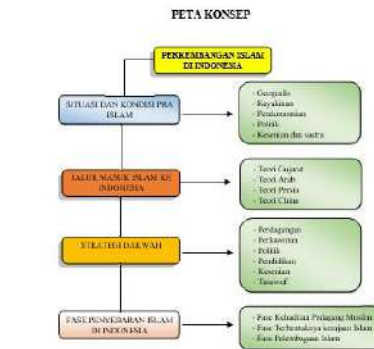 PETA KONSEP
PERKEMBANGAN ISLAM
DI INDONESIA
SITUASI DAN KONDISI PRA
ISLAM
- Geografis
- Keyakinan
- Perekonomian
- Politik
- Kesenian dan sastra
JALUR MASUK ISLAM KE
INDONESIA
- Teori Gujarat
- Teori Arab
- Teori Persia
- Teori China
STRATEGI DAKWAH
- Perdagangan
- Perkawinan
- Politik
- Pendidikan
- Kesenian
- Tasawuf
FASE PENYEBARAN ISLAM
DI INDONESIA
- Fase Kehadiran Pedagang Muslim
- Fase Terbentuknya kerajaan Islam
- Fase Pelembagaan Islam